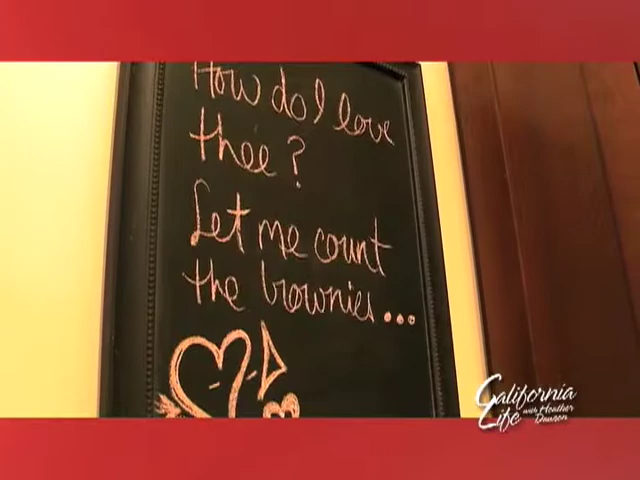 How do I love
thee?
Let me count
the brownies...
California
Life with Heather
Dawson